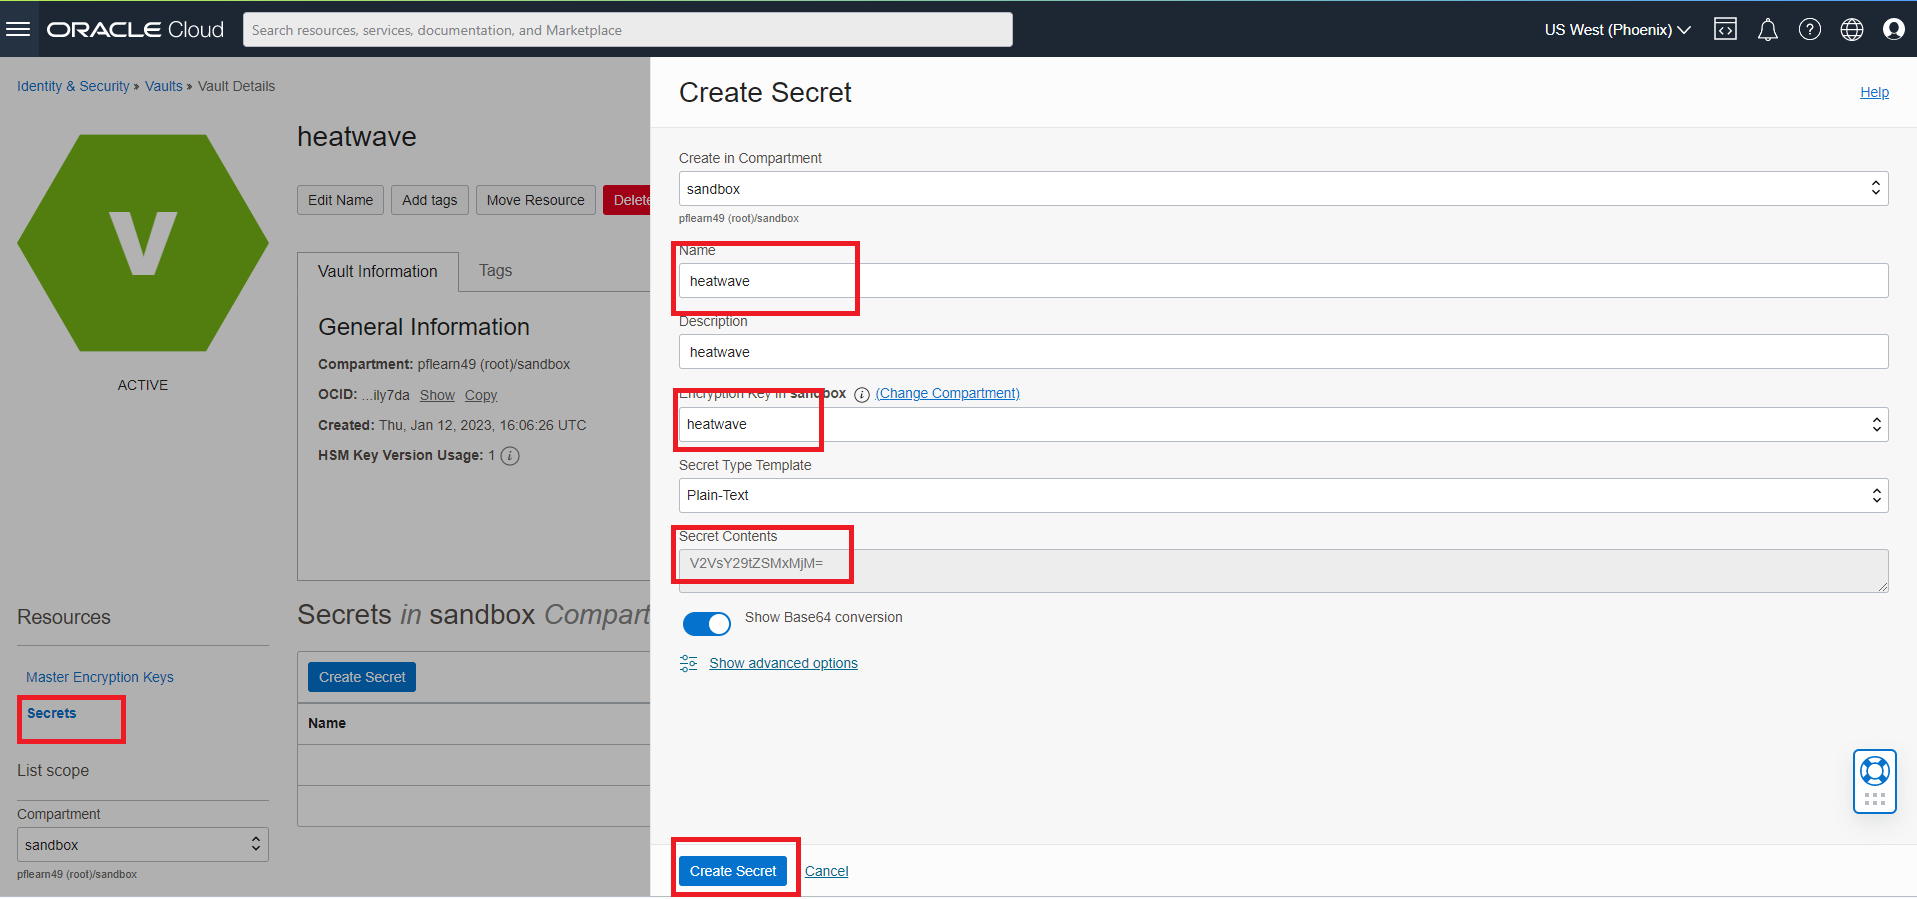 ORACLE Cloud
Search resources, services, documentation, and Marketplace
US West (Phoenix)
Identity & Security » Vaults » Vault Details
V
ACTIVE
heatwave
Edit Name
Add tags
Move Resource
Delete
Vault Information
Tags
General Information
Compartment: pflearn49 (root)/sandbox
OCID: ...ily7da Show Copy
Created: Thu, Jan 12, 2023, 16:06:26 UTC
HSM Key Version Usage: 1
Resources
Master Encryption Keys
Secrets
List scope
Compartment
sandbox
pflearn49 (root)/sandbox
Secrets in sandbox Compart
Create Secret
Name
Create Secret
Help
Create in Compartment
sandbox
pflearn49 (root)/sandbox
Name
heatwave
Description
heatwave
Encryption Key in sandbox (Change Compartment)
heatwave
Secret Type Template
Plain-Text
Secret Contents
V2VsY29tZSMxMjM=
Show Base64 conversion
Show advanced options
Create Secret
Cancel